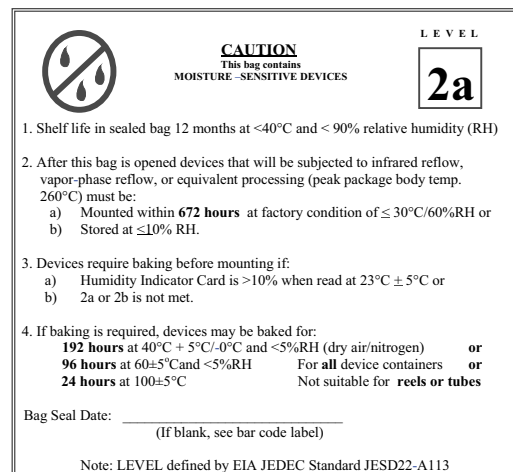 LEVEL
CAUTION
This bag contains
MOISTURE –SENSITIVE DEVICES
2a
1. Shelf life in sealed bag 12 months at <40°C and < 90% relative humidity (RH)
2. After this bag is opened devices that will be subjected to infrared reflow,
vapor-phase reflow, or equivalent processing (peak package body temp.
260°C) must be:
a) Mounted within 672 hours at factory condition of ≤ 30°C/60%RH or
b) Stored at ≤10% RH.
3. Devices require baking before mounting if:
a) Humidity Indicator Card is >10% when read at 23°C ± 5°C or
b) 2a or 2b is not met.
4. If baking is required, devices may be baked for:
192 hours at 40°C + 5°C/-0°C and <5%RH (dry air/nitrogen) or
96 hours at 60±5°Cand <5%RH For all device containers or
24 hours at 100±5°C Not suitable for reels or tubes
Bag Seal Date: ______________________________
(If blank, see bar code label)
Note: LEVEL defined by EIA JEDEC Standard JESD22-A113